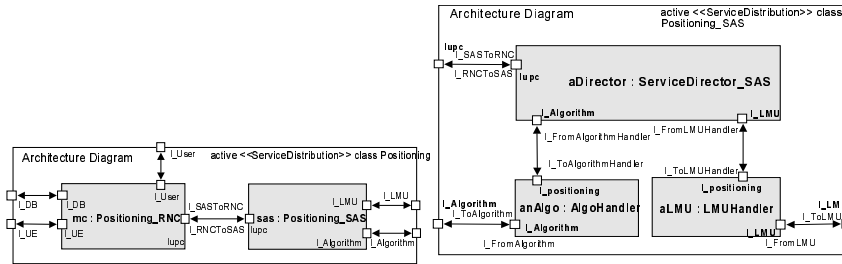 Architecture Diagram
active <<ServiceDistribution>> class Positioning
I_User
I_User
I_DB
I_DB
mc : Positioning_RNC
I_UE
I_UE
Iupc
I_SASToRNC
I_RNCToSAS
sas : Positioning_SAS
Iupc
I_LMU
I_LMU
I_Algorithm
I_Algorithm
Architecture Diagram
active <<ServiceDistribution>> class
Positioning_SAS
Iupc
I_SASToRNC
I_RNCToSAS
Iupc
aDirector : ServiceDirector_SAS
I_Algorithm
I_LMU
I_FromAlgorithmHandler
I_FromLMUHandler
I_ToAlgorithmHandler
I_ToLMUHandler
I_positioning
I_positioning
I_Algorithm
I_ToAlgorithm
anAlgo : AlgoHandler
I_Algorithm
I_FromAlgorithm
aLMU : LMUHandler
I_LMU
I_LM
I_ToLMU
I_FromLMU